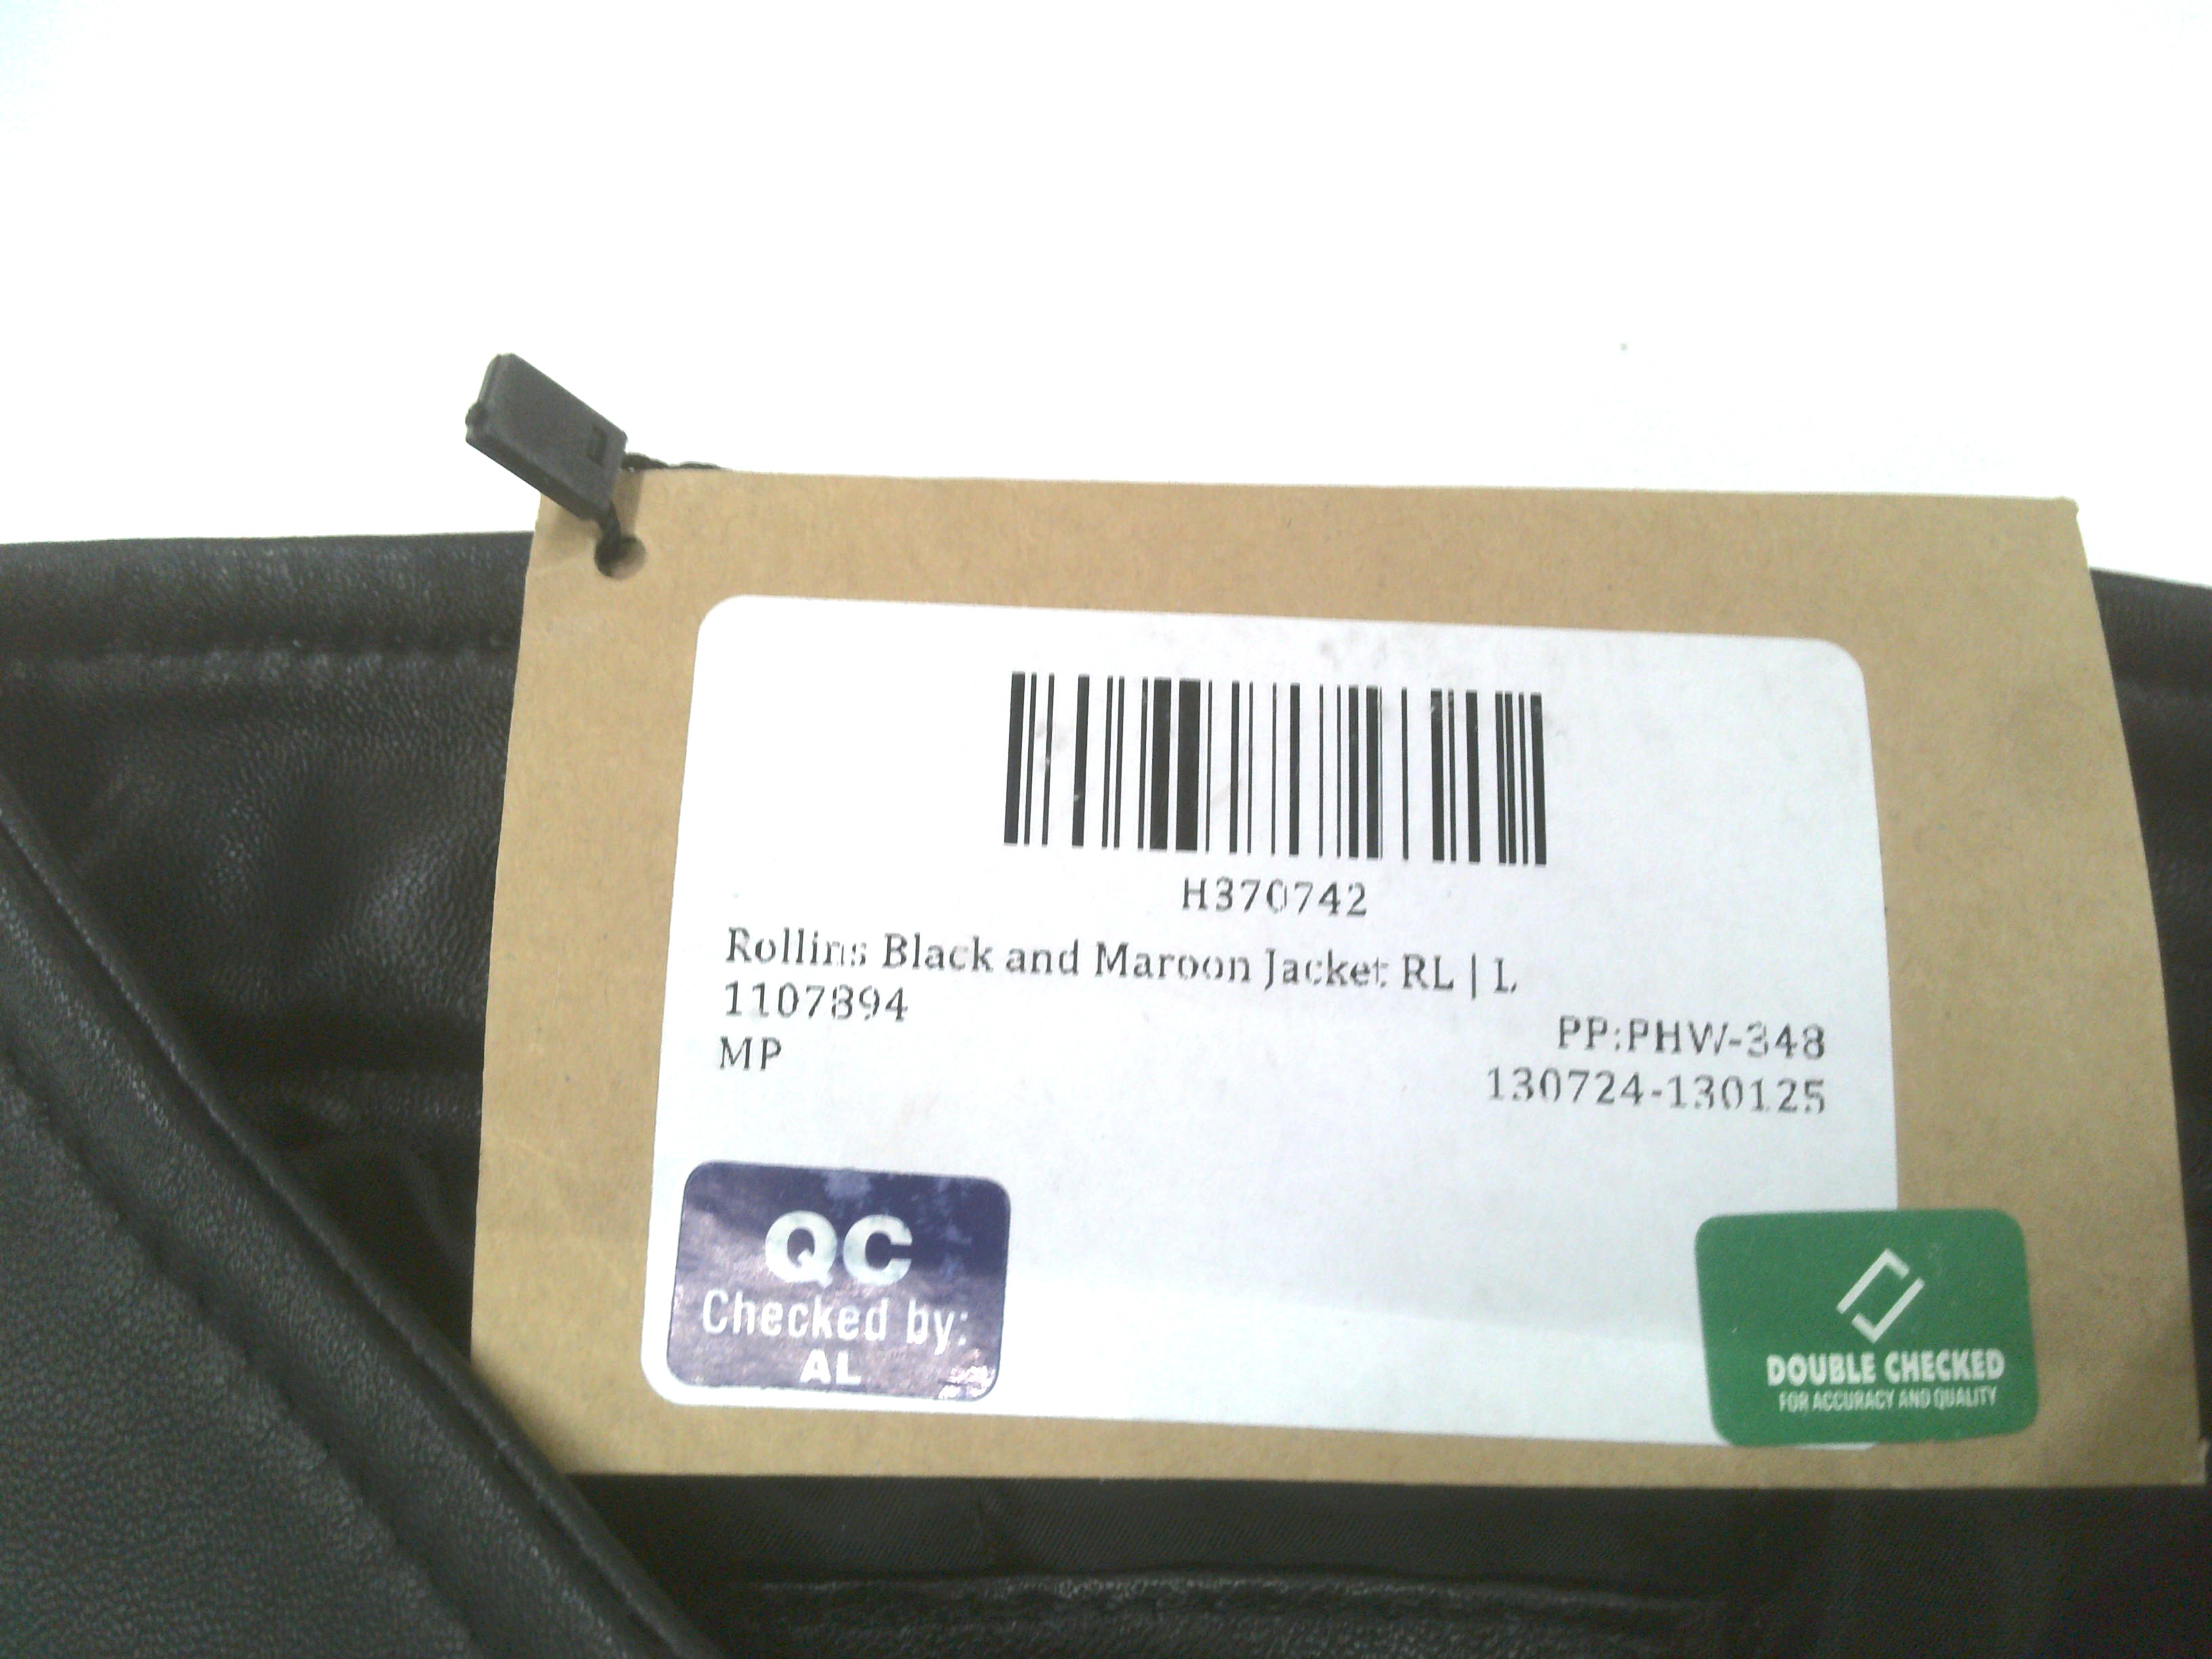 H370742
Rollins Black and Maroon Jacket RL | L
1107894
MP
PP:PHW-348
130724-130125
QC
Checked by:
AL
DOUBLE CHECKED
FOR ACCURACY AND QUALITY